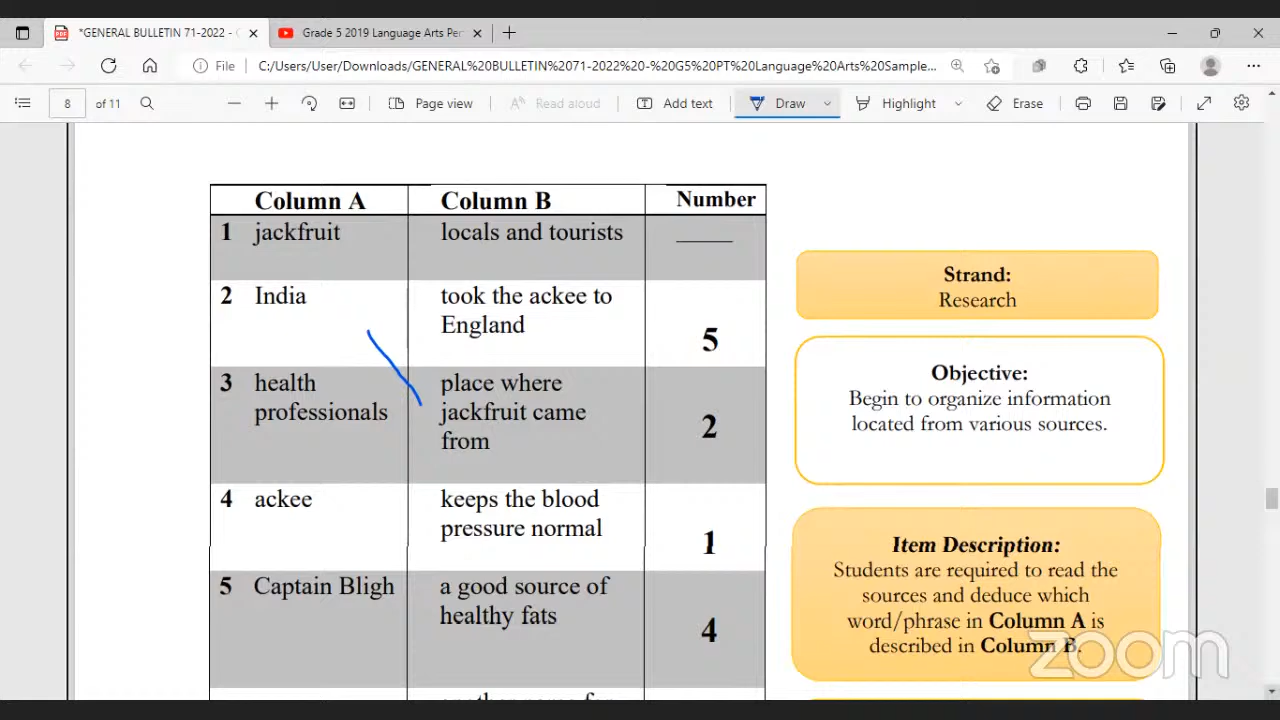 *GENERAL BULLETIN 71-2022 -
Grade 5 2019 Language Arts Per
File C:/Users/User/Downloads/GENERAL%20BULLETIN%2071-2022%20-%20G5%20PT%20Language%20Arts%20Sample...
8 of 11 Page view Read aloud Add text Draw Highlight Erase
Column A Column B Number
1 jackfruit locals and tourists ____
2 India took the ackee to
England
5
3 health place where
professionals jackfruit came
from
2
4 ackee keeps the blood
pressure normal
1
5 Captain Bligh a good source of
healthy fats
4
Strand:
Research
Objective:
Begin to organize information
located from various sources.
Item Description:
Students are required to read the
sources and deduce which
word/phrase in Column A is
described in Column B.
zoom